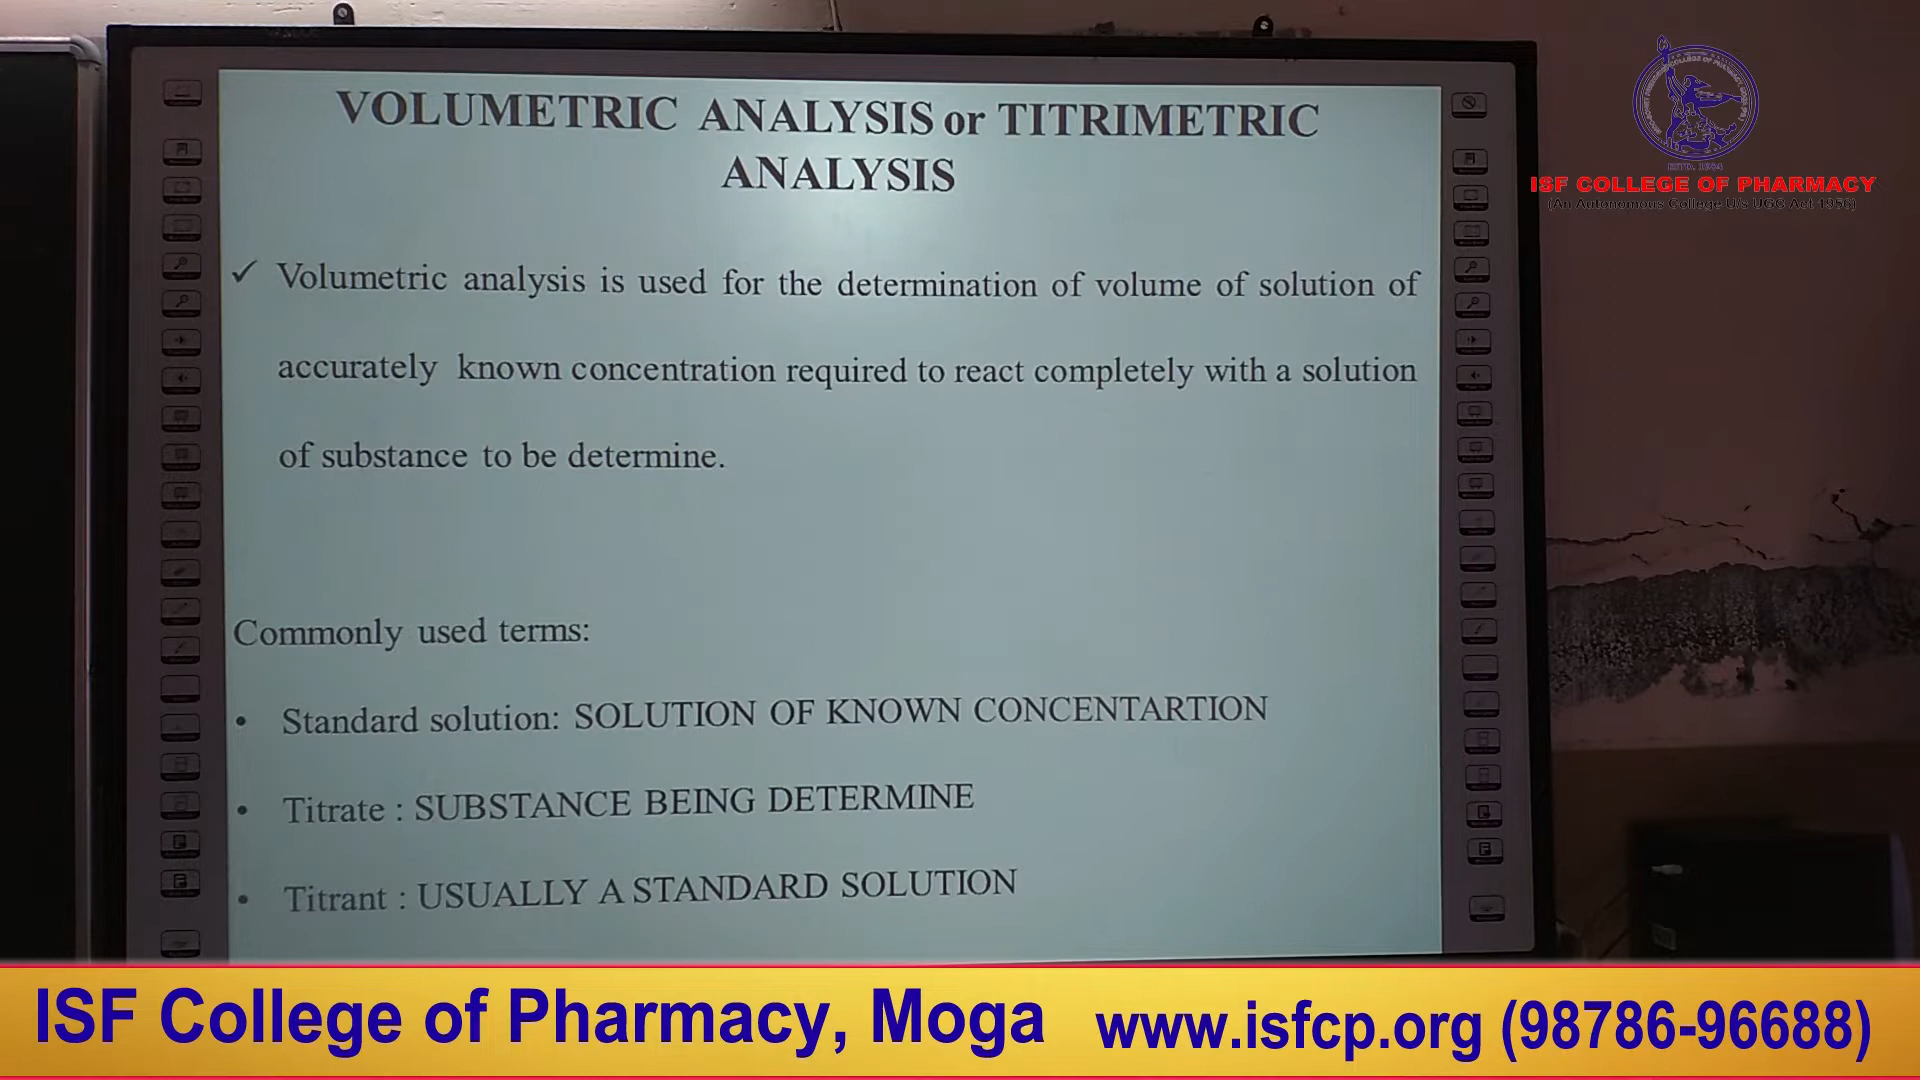 VOLUMETRIC ANALYSIS or TITRIMETRIC
ANALYSIS
✓ Volumetric analysis is used for the determination of volume of solution of
accurately known concentration required to react completely with a solution
of substance to be determine.
Commonly used terms:
• Standard solution: SOLUTION OF KNOWN CONCENTARTION
• Titrate : SUBSTANCE BEING DETERMINE
• Titrant : USUALLY A STANDARD SOLUTION
ESTD. 1984
ISF COLLEGE OF PHARMACY
(An Autonomous College U/s UGC Act 1956)
ISF College of Pharmacy, Moga www.isfcp.org (98786-96688)